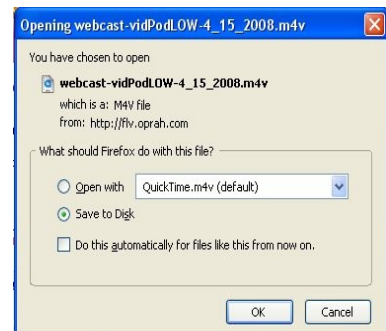 Opening webcast-vidPodLOW-4_15_2008.m4v
You have chosen to open
webcast-vidPodLOW-4_15_2008.m4v
which is a: M4V file
from: http://flv.oprah.com
What should Firefox do with this file?
Open with QuickTime.m4v (default)
Save to Disk
Do this automatically for files like this from now on.
OK Cancel